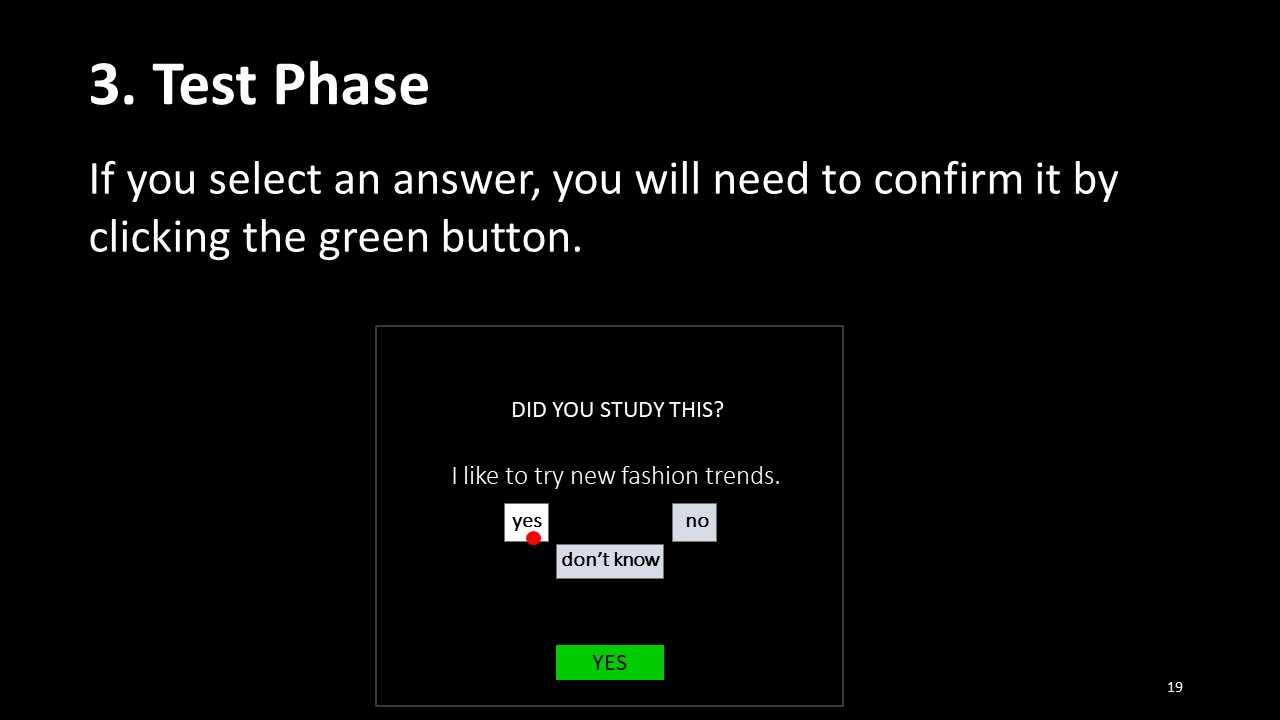 3. Test Phase
If you select an answer, you will need to confirm it by
clicking the green button.
DID YOU STUDY THIS?
I like to try new fashion trends.
yes
no
don't know
YES
19